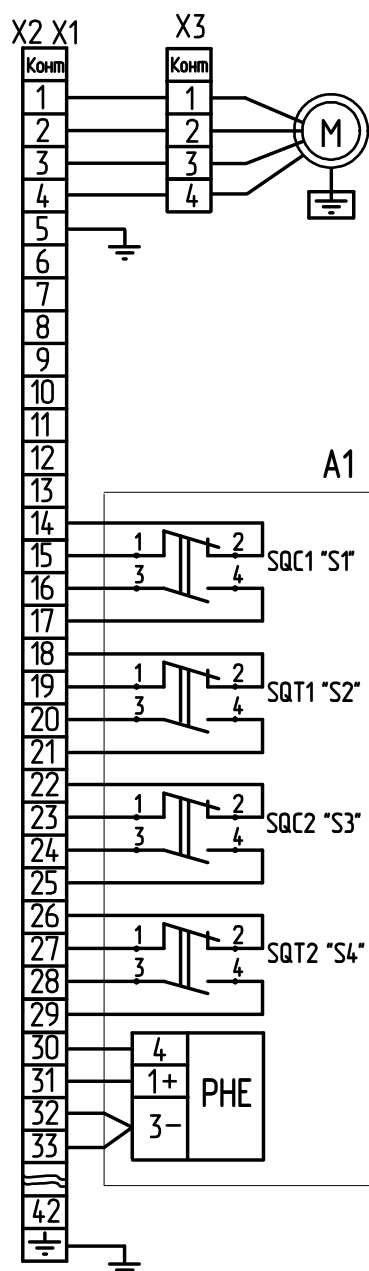 X2 X1 X3
Конт Конт
1 1
2 2 M
3 3
4 4
5
6
7
8
9
10
11
12
A1
13
14
15 1 2
SQC1 "S1"
16 3 4
17
18
19 1 2
SQT1 "S2"
20 3 4
21
22
23 1 2
SQC2 "S3"
24 3 4
25
26
27 1 2
SQT2 "S4"
28 3 4
29
30 4
31 1+
PHE
32
3-
33
42